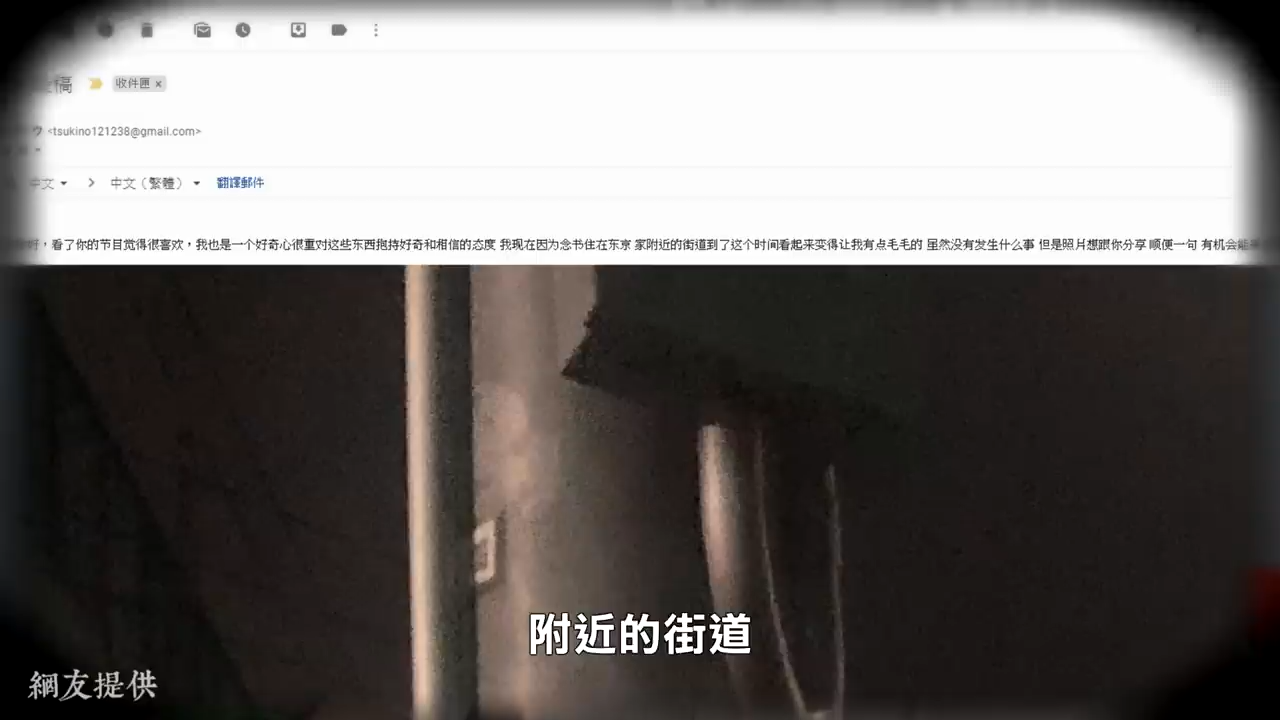 稿 收件匣 ×
ウ <tsukino121238@gmail.com>
中文 中文（繁體） 翻譯郵件
好，看了你的节目觉得很喜欢，我也是一个好奇心很重对这些东西抱持好奇和相信的态度 我现在因为念书住在东京 家附近的街道到了这个时间看起来变得让我有点毛毛的 虽然没有发生什么事 但是照片想跟你分享 顺便一句 有机会能
附近的街道
網友提供